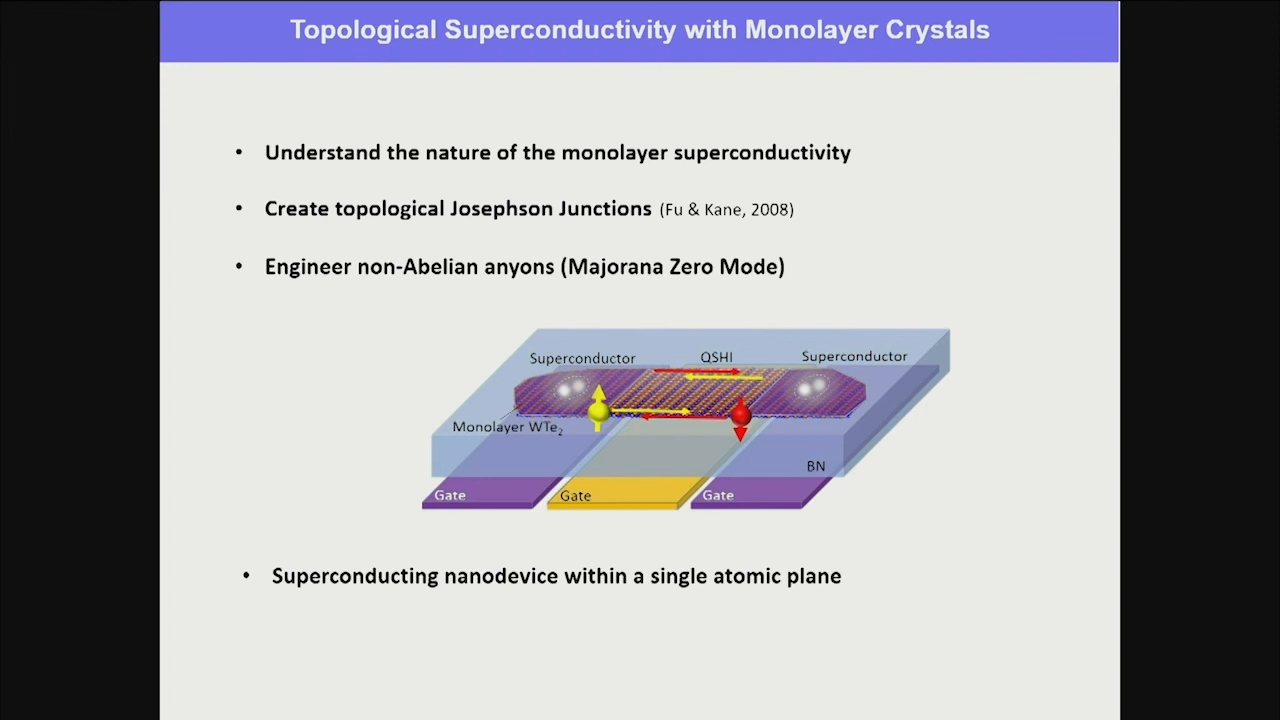 Topological Superconductivity with Monolayer Crystals
• Understand the nature of the monolayer superconductivity
• Create topological Josephson Junctions (Fu & Kane, 2008)
• Engineer non-Abelian anyons (Majorana Zero Mode)
Superconductor QSHI Superconductor
Monolayer WTe₂
BN
Gate Gate Gate
• Superconducting nanodevice within a single atomic plane